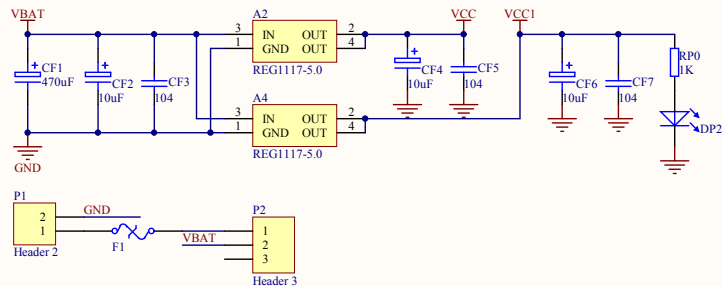 VBAT
A2
VCC
VCC1
3
IN
OUT
2
1
GND
OUT
4
REG1117-5.0
CF1
470uF
CF2
10uF
CF3
104
CF4
10uF
CF5
104
CF6
10uF
CF7
104
RP0
1K
DP2
A4
3
IN
OUT
2
1
GND
OUT
4
REG1117-5.0
GND
P1
2
GND
1
Header 2
F1
P2
VBAT
1
2
3
Header 3